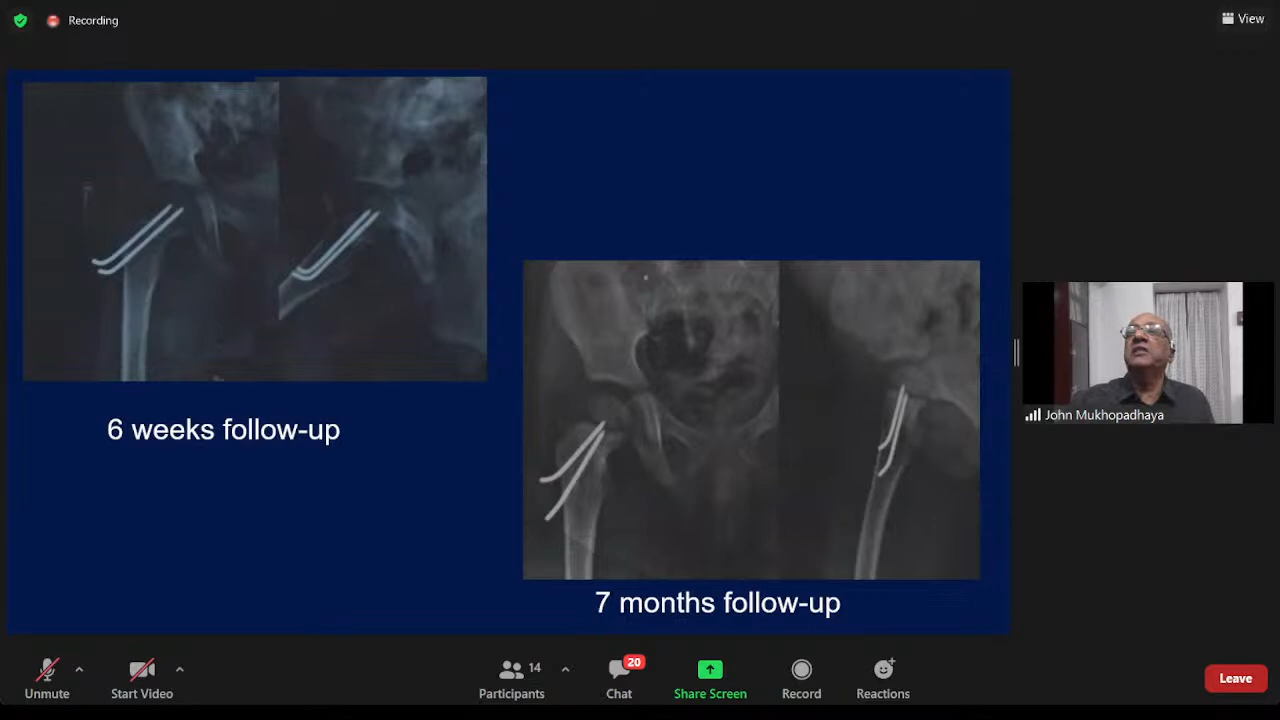 Recording
View
6 weeks follow-up
7 months follow-up
John Mukhopadhaya
Unmute
Start Video
14
Participants
20
Chat
Share Screen
Record
Reactions
Leave